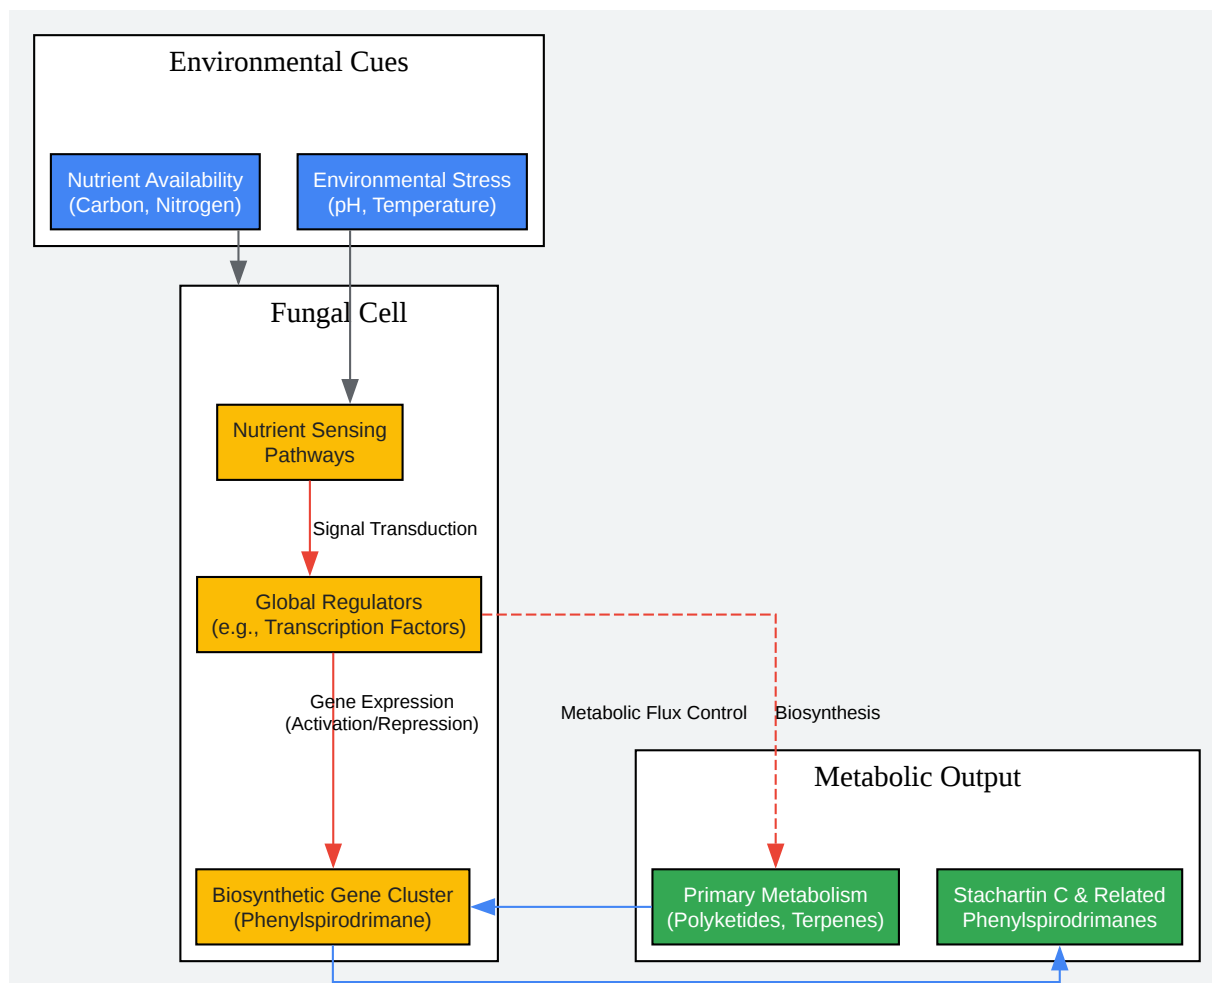 Environmental Cues
Nutrient Availability
(Carbon, Nitrogen)
Environmental Stress
(pH, Temperature)
Fungal Cell
Nutrient Sensing
Pathways
Signal Transduction
Global Regulators
(e.g., Transcription Factors)
Gene Expression
(Activation/Repression)
Metabolic Flux Control
Biosynthesis
Metabolic Output
Biosynthetic Gene Cluster
(Phenylspirodrimane)
Primary Metabolism
(Polyketides, Terpenes)
Stachartin C & Related
Phenylspirodrimanes